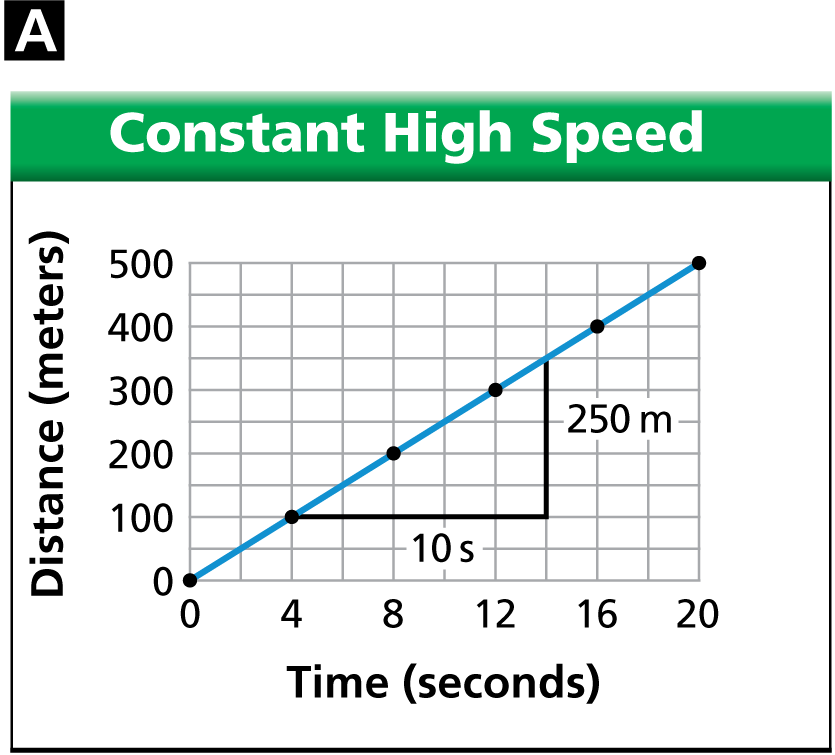 A
Constant High Speed
Distance (meters)
500
400
300
200
100
0
250 m
10 s
0 4 8 12 16 20
Time (seconds)